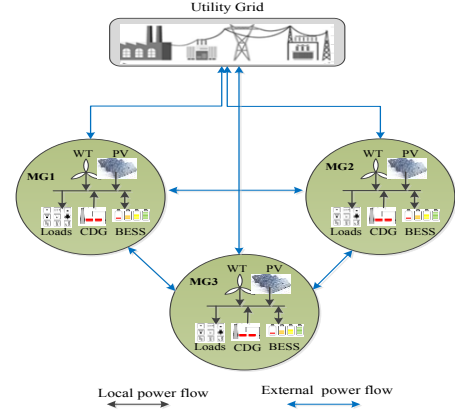 Utility Grid
WT PV
MG1
Loads CDG BESS
WT PV
MG2
Loads CDG BESS
WT PV
MG3
Loads CDG BESS
Local power flow
External power flow